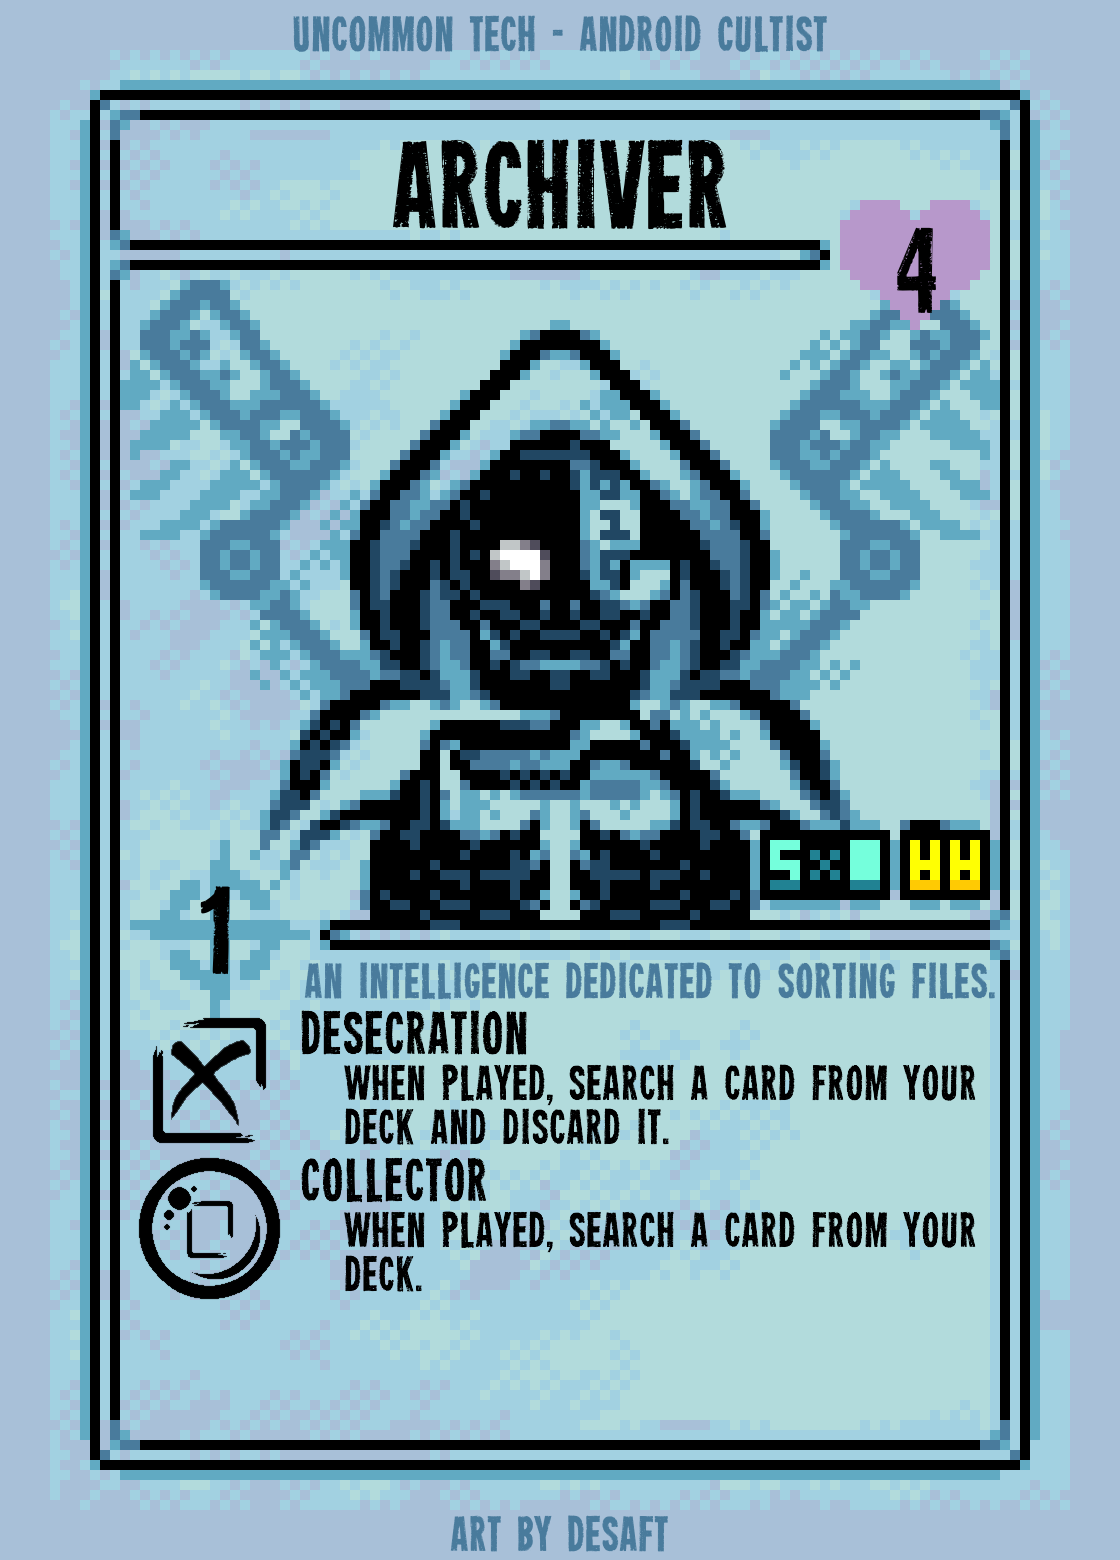 UNCOMMON TECH - ANDROID CULTIST
ARCHIVER
4
1
AN INTELLIGENCE DEDICATED TO SORTING FILES.
DESECRATION
WHEN PLAYED, SEARCH A CARD FROM YOUR
DECK AND DISCARD IT.
COLLECTOR
WHEN PLAYED, SEARCH A CARD FROM YOUR
DECK.
ART BY DESAFT